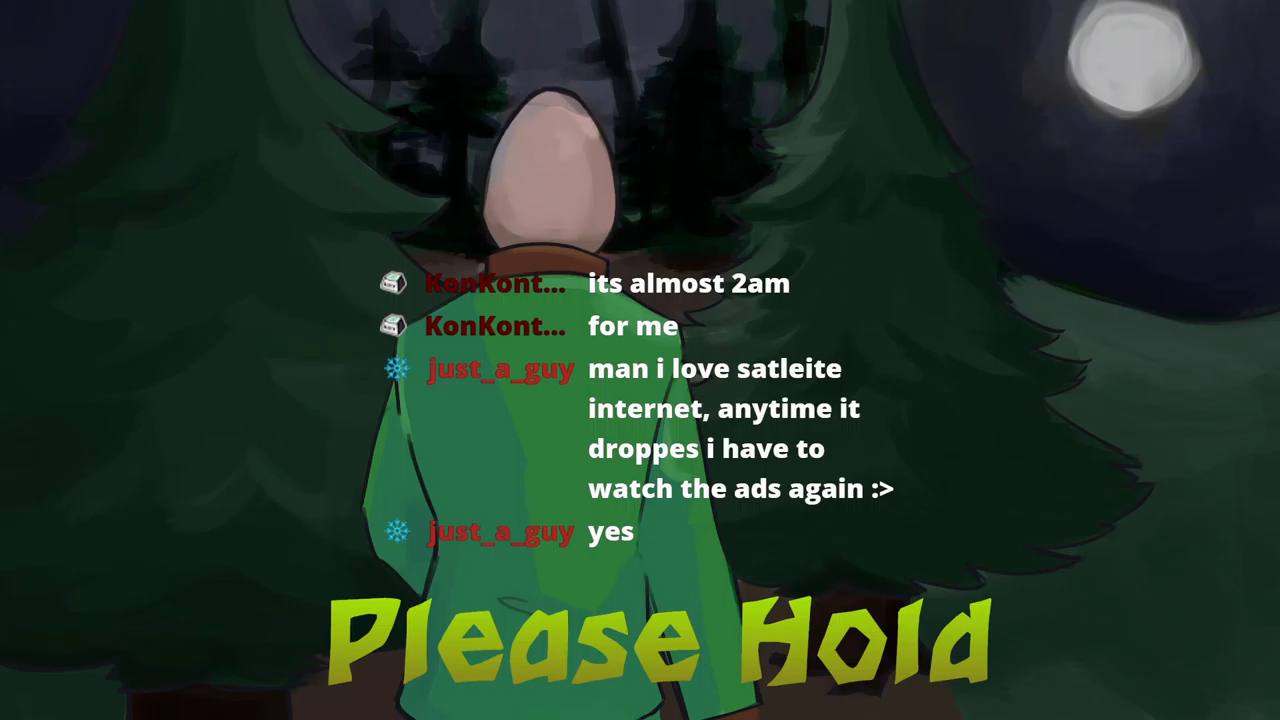 KonKont... its almost 2am
KonKont... for me
just_a_guy man i love satleite
internet, anytime it
droppes i have to
watch the ads again :>
just_a_guy yes
Please Hold